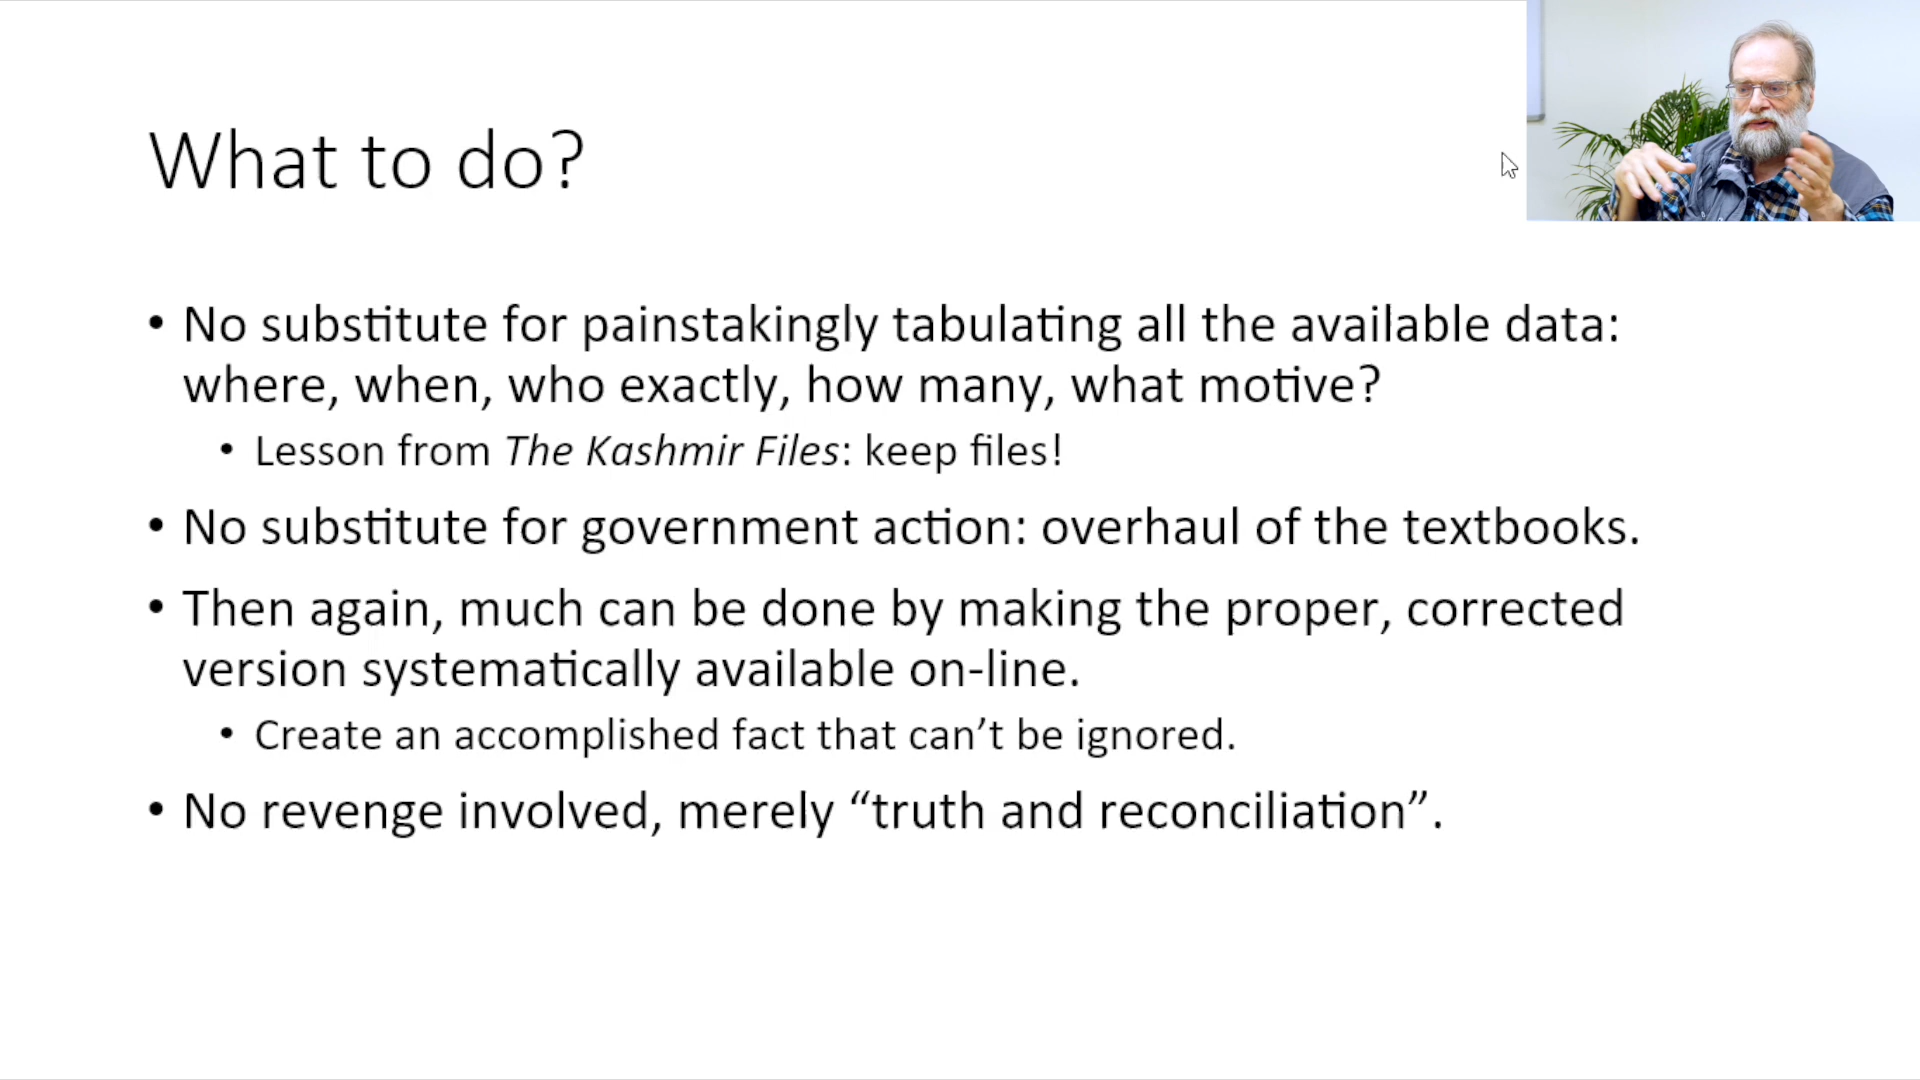 What to do?
• No substitute for painstakingly tabulating all the available data:
where, when, who exactly, how many, what motive?
• Lesson from The Kashmir Files: keep files!
• No substitute for government action: overhaul of the textbooks.
• Then again, much can be done by making the proper, corrected
version systematically available on-line.
• Create an accomplished fact that can’t be ignored.
• No revenge involved, merely “truth and reconciliation”.